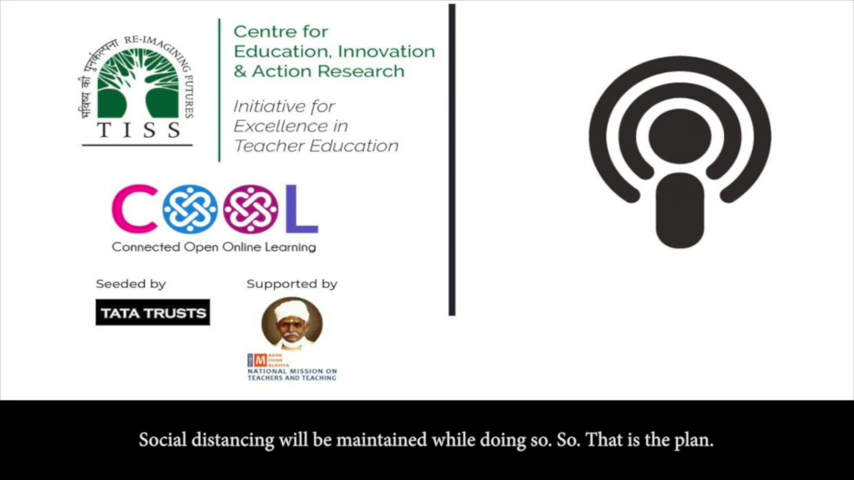 Centre for
Education, Innovation
& Action Research
भविष्य की पुनर्कल्पना RE-IMAGINING FUTURES
TISS
Initiative for
Excellence in
Teacher Education
COOL
Connected Open Online Learning
Seeded by
Supported by
TATA TRUSTS
NATIONAL MISSION ON
TEACHERS AND TEACHING
Social distancing will be maintained while doing so. So. That is the plan.